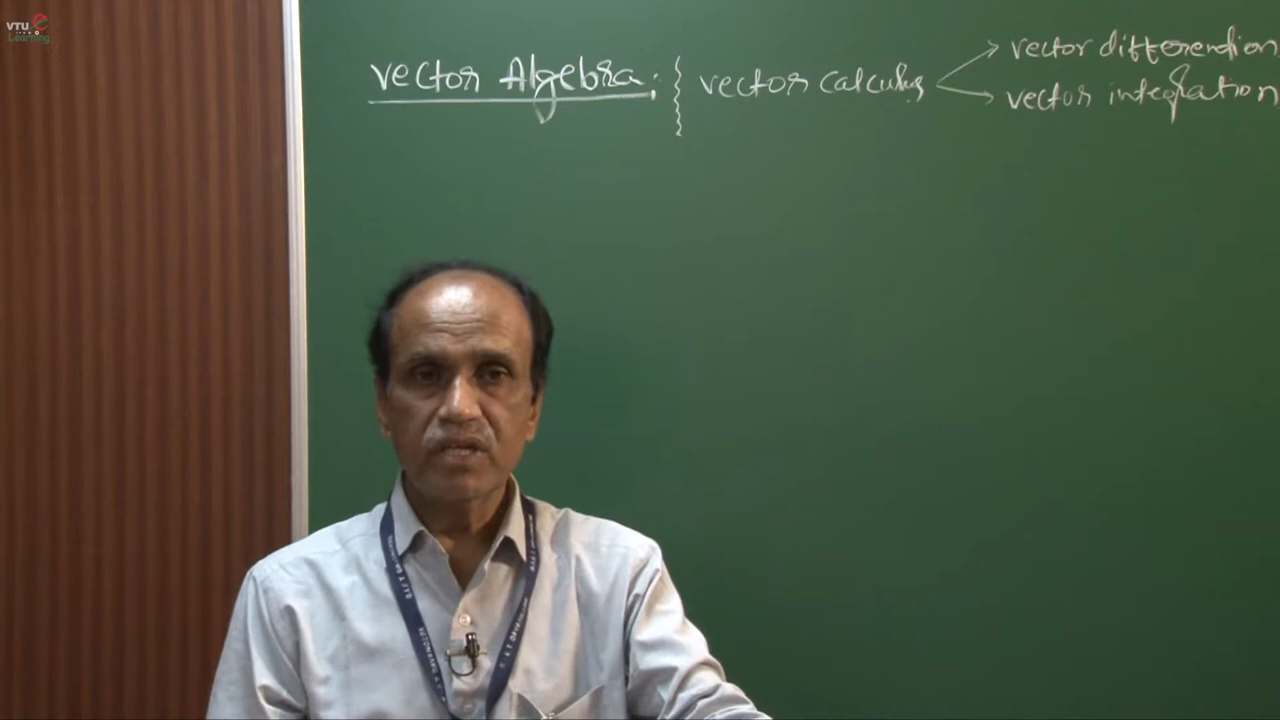 VTU e
Learning
vector Algebra:
vector calculus
vector differendion
vector integration